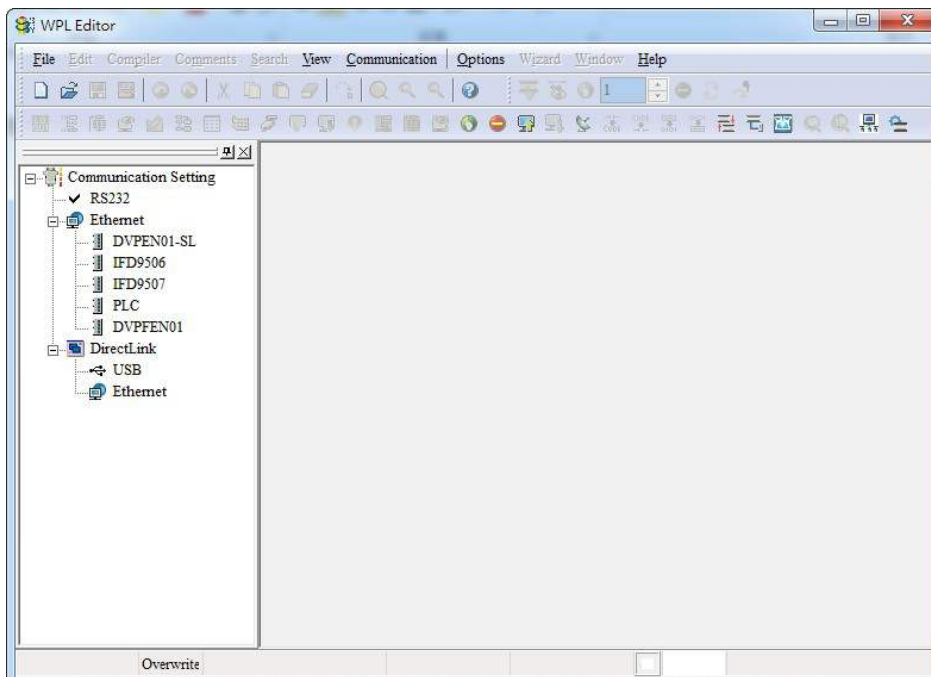 WPL Editor
File Edit Compiler Comments Search View Communication Options Wizard Window Help
1
Communication Setting
RS232
Ethernet
DVPEN01-SL
IFD9506
IFD9507
PLC
DVPFEN01
DirectLink
USB
Ethernet
Overwrite